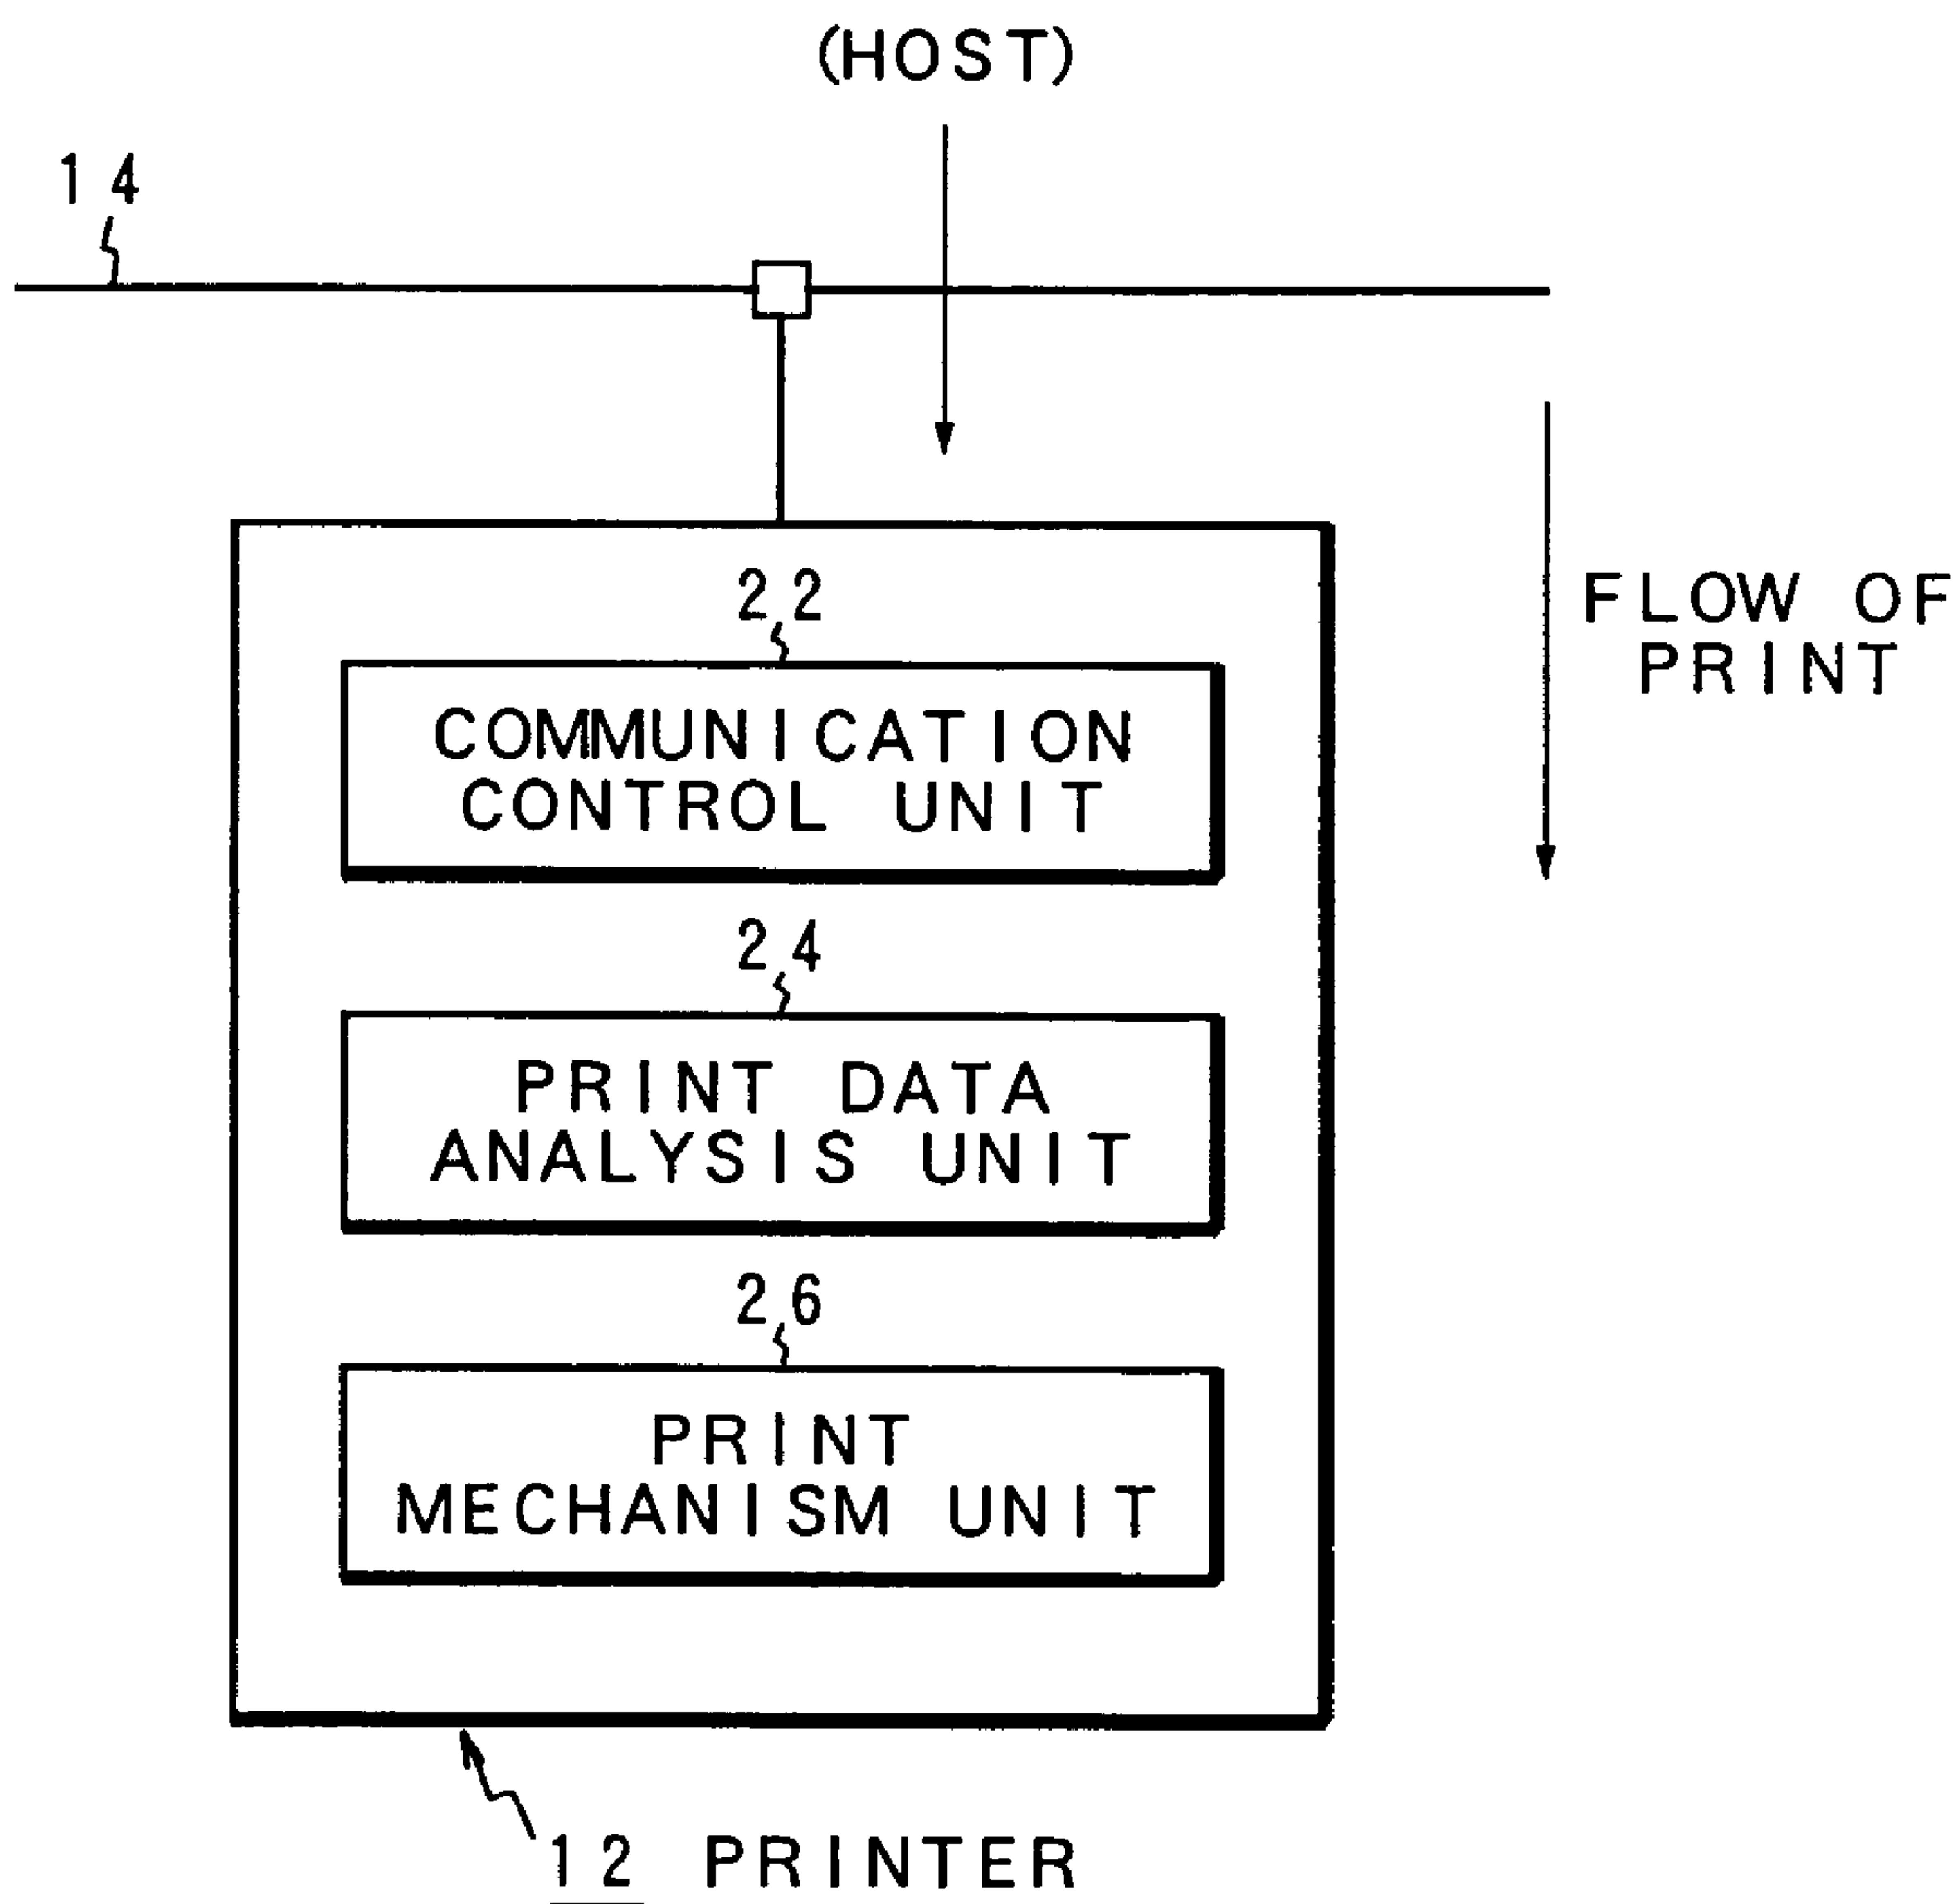 (HOST)
14
22
FLOW OF
PRINT
COMMUNICATION
CONTROL UNIT
24
PRINT DATA
ANALYSIS UNIT
26
PRINT
MECHANISM UNIT
12 PRINTER